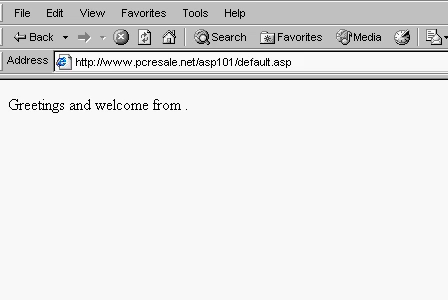 File Edit View Favorites Tools Help
Back Search Favorites Media
Address http://www.pcresale.net/asp101/default.asp
Greetings and welcome from .